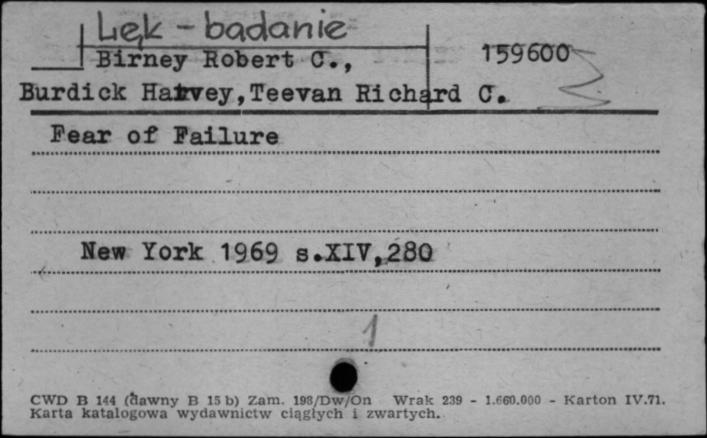 Lęk - badanie
Birney Robert C., 159600
Burdick Harvey, Teevan Richard C.
Fear of Failure
New York 1969 s.XIV,280
1
CWD B 144 (dawny B 15 b) Zam. 198/Dw/On Wrak 239 - 1.660.000 - Karton IV.71.
Karta katalogowa wydawnictw ciągłych i zwartych.